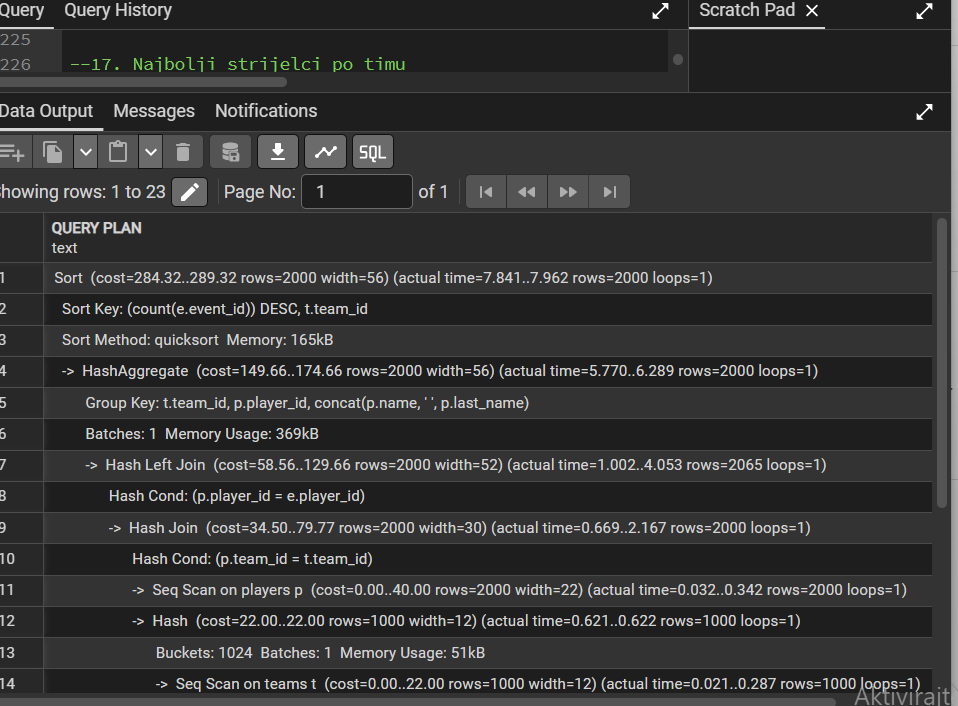 Query Query History Scratch Pad
225
226 --17. Najbolji strijelci po timu
Data Output Messages Notifications
SQL
howing rows: 1 to 23 Page No: 1 of 1
QUERY PLAN
text
1 Sort (cost=284.32..289.32 rows=2000 width=56) (actual time=7.841..7.962 rows=2000 loops=1)
2 Sort Key: (count(e.event_id)) DESC, t.team_id
3 Sort Method: quicksort Memory: 165kB
4 -> HashAggregate (cost=149.66..174.66 rows=2000 width=56) (actual time=5.770..6.289 rows=2000 loops=1)
5 Group Key: t.team_id, p.player_id, concat(p.name, ' ', p.last_name)
6 Batches: 1 Memory Usage: 369kB
7 -> Hash Left Join (cost=58.56..129.66 rows=2000 width=52) (actual time=1.002..4.053 rows=2065 loops=1)
8 Hash Cond: (p.player_id = e.player_id)
9 -> Hash Join (cost=34.50..79.77 rows=2000 width=30) (actual time=0.669..2.167 rows=2000 loops=1)
10 Hash Cond: (p.team_id = t.team_id)
11 -> Seq Scan on players p (cost=0.00..40.00 rows=2000 width=22) (actual time=0.032..0.342 rows=2000 loops=1)
12 -> Hash (cost=22.00..22.00 rows=1000 width=12) (actual time=0.621..0.622 rows=1000 loops=1)
13 Buckets: 1024 Batches: 1 Memory Usage: 51kB
14 -> Seq Scan on teams t (cost=0.00..22.00 rows=1000 width=12) (actual time=0.021..0.287 rows=1000 loops=1)
Aktivirait